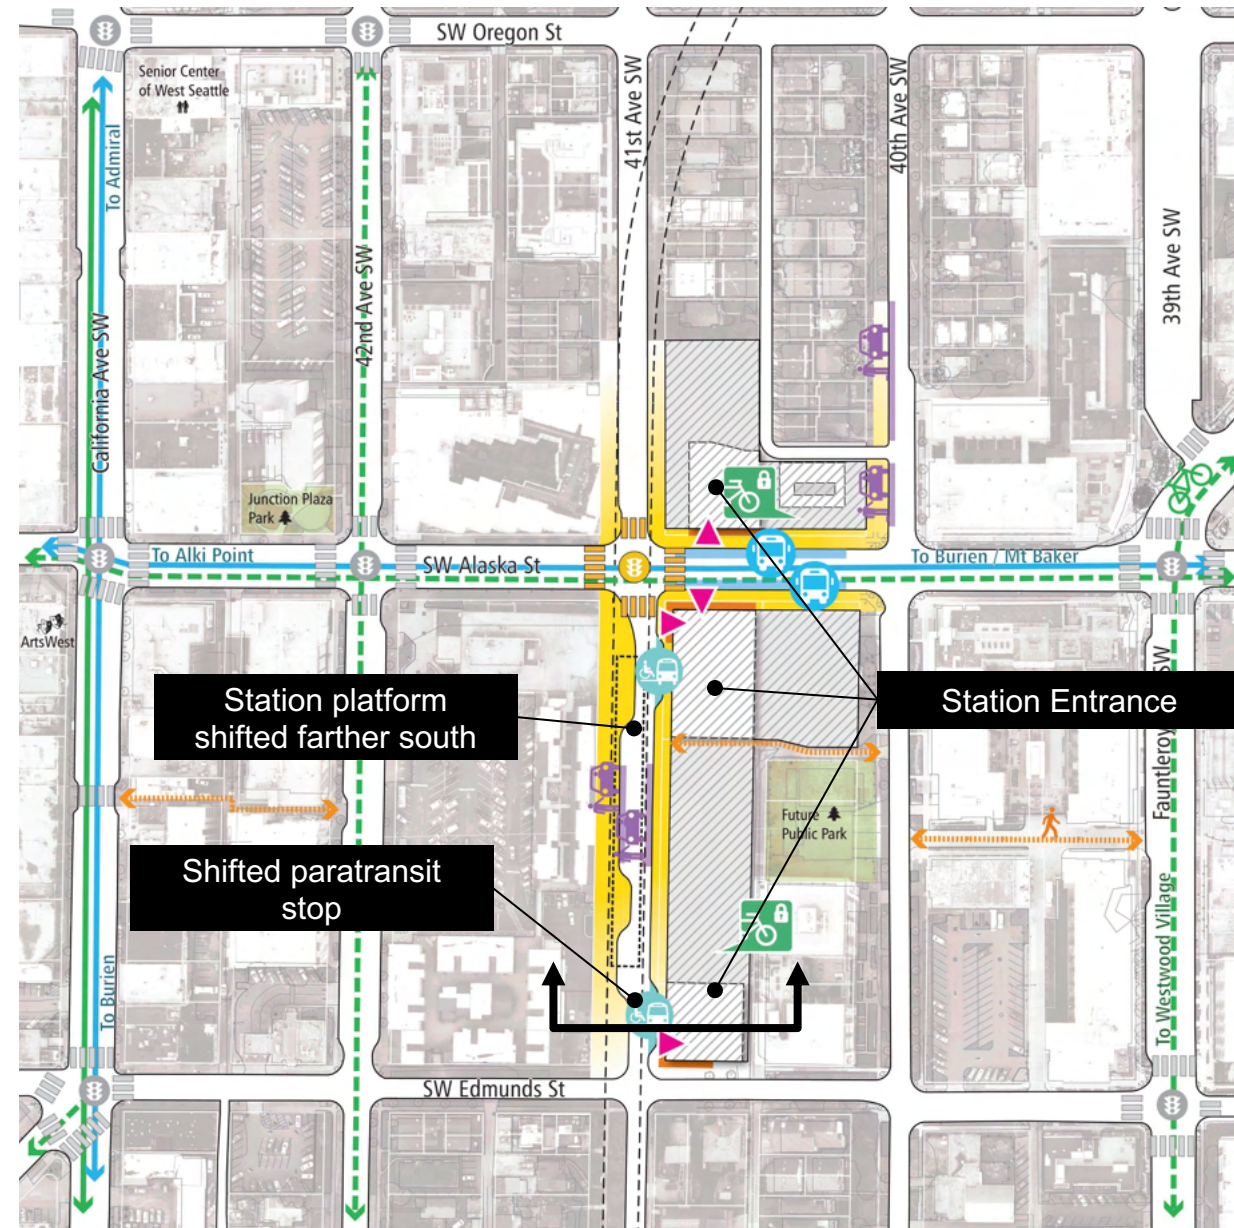 SW Oregon St
Senior Center
of West Seattle
41st Ave SW
40th Ave SW
39th Ave SW
To Admiral
42nd Ave SW
California Ave SW
Junction Plaza
Park
To Alki Point
SW Alaska St
To Burien / Mt Baker
ArtsWest
Station platform
shifted farther south
Station Entrance
Fauntleroy
SW
Future
Public Park
Shifted paratransit
stop
To Burien
To Westwood Village
SW Edmunds St